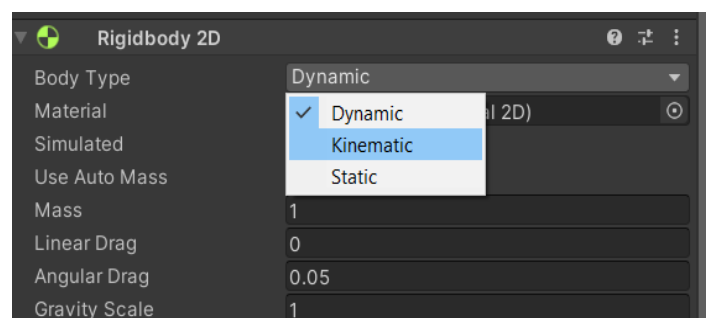 Rigidbody 2D
Body Type Dynamic
Material Dynamic l 2D)
Simulated Kinematic
Use Auto Mass Static
Mass 1
Linear Drag 0
Angular Drag 0.05
Gravity Scale 1